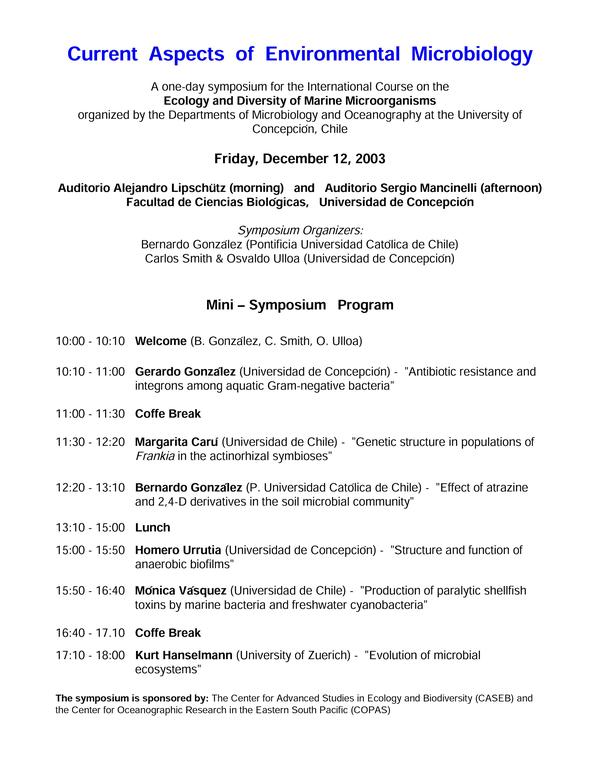 Current Aspects of Environmental Microbiology
A one-day symposium for the International Course on the
Ecology and Diversity of Marine Microorganisms
organized by the Departments of Microbiology and Oceanography at the University of
Concepción, Chile
Friday, December 12, 2003
Auditorio Alejandro Lipschütz (morning) and Auditorio Sergio Mancinelli (afternoon)
Facultad de Ciencias Biológicas, Universidad de Concepción
Symposium Organizers:
Bernardo González (Pontificia Universidad Católica de Chile)
Carlos Smith & Osvaldo Ulloa (Universidad de Concepción)
Mini – Symposium Program
10:00 - 10:10 Welcome (B. González, C. Smith, O. Ulloa)
10:10 - 11:00 Gerardo González (Universidad de Concepción) - "Antibiotic resistance and
integrons among aquatic Gram-negative bacteria"
11:00 - 11:30 Coffe Break
11:30 - 12:20 Margarita Carú (Universidad de Chile) - "Genetic structure in populations of
Frankia in the actinorhizal symbioses"
12:20 - 13:10 Bernardo González (P. Universidad Católica de Chile) - "Effect of atrazine
and 2,4-D derivatives in the soil microbial community"
13:10 - 15:00 Lunch
15:00 - 15:50 Homero Urrutia (Universidad de Concepción) - "Structure and function of
anaerobic biofilms"
15:50 - 16:40 Mónica Vásquez (Universidad de Chile) - "Production of paralytic shellfish
toxins by marine bacteria and freshwater cyanobacteria"
16:40 - 17.10 Coffe Break
17:10 - 18:00 Kurt Hanselmann (University of Zuerich) - "Evolution of microbial
ecosystems"
The symposium is sponsored by: The Center for Advanced Studies in Ecology and Biodiversity (CASEB) and
the Center for Oceanographic Research in the Eastern South Pacific (COPAS)